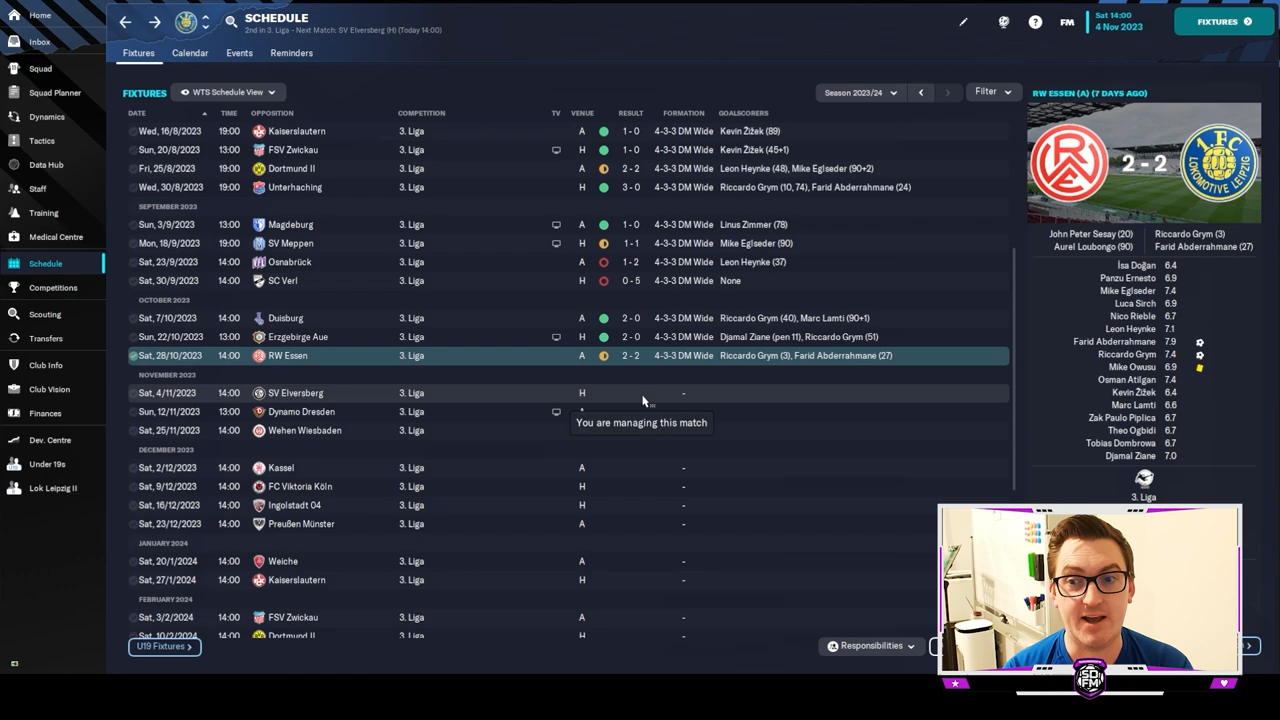 Home
SCHEDULE
2nd in 3. Liga - Next Match: SV Elversberg (H) (Today 14:00)
FM
Sat 14:00
4 Nov 2023
FIXTURES
Inbox
Squad
Squad Planner
Dynamics
Tactics
Data Hub
Staff
Training
Medical Centre
Schedule
Competitions
Scouting
Transfers
Club Info
Club Vision
Finances
Dev. Centre
Under 19s
Lok Leipzig II
Fixtures Calendar Events Reminders
FIXTURES WTS Schedule View Season 2023/24 Filter
DATE TIME OPPOSITION COMPETITION TV VENUE RESULT FORMATION GOALSCORERS
Wed, 16/8/2023 19:00 Kaiserslautern 3. Liga A 1 - 0 4-3-3 DM Wide Kevin Žižek (89)
Sun, 20/8/2023 13:00 FSV Zwickau 3. Liga H 1 - 0 4-3-3 DM Wide Kevin Žižek (45+1)
Fri, 25/8/2023 19:00 Dortmund II 3. Liga A 2 - 2 4-3-3 DM Wide Leon Heynke (48), Mike Eglseder (90+2)
Wed, 30/8/2023 19:00 Unterhaching 3. Liga H 3 - 0 4-3-3 DM Wide Riccardo Grym (10, 74), Farid Abderrahmane (24)
SEPTEMBER 2023
Sun, 3/9/2023 13:00 Magdeburg 3. Liga A 1 - 0 4-3-3 DM Wide Linus Zimmer (78)
Mon, 18/9/2023 19:00 SV Meppen 3. Liga H 1 - 1 4-3-3 DM Wide Mike Eglseder (90)
Sat, 23/9/2023 14:00 Osnabrück 3. Liga A 1 - 2 4-3-3 DM Wide Leon Heynke (37)
Sat, 30/9/2023 14:00 SC Verl 3. Liga H 0 - 5 4-3-3 DM Wide None
OCTOBER 2023
Sat, 7/10/2023 14:00 Duisburg 3. Liga A 2 - 0 4-3-3 DM Wide Riccardo Grym (40), Marc Lamti (90+1)
Sun, 22/10/2023 13:00 Erzgebirge Aue 3. Liga H 2 - 0 4-3-3 DM Wide Djamal Ziane (pen 11), Riccardo Grym (51)
Sat, 28/10/2023 14:00 RW Essen 3. Liga A 2 - 2 4-3-3 DM Wide Riccardo Grym (3), Farid Abderrahmane (27)
NOVEMBER 2023
Sat, 4/11/2023 14:00 SV Elversberg 3. Liga H -
Sun, 12/11/2023 13:00 Dynamo Dresden 3. Liga
Sat, 25/11/2023 14:00 Wehen Wiesbaden 3. Liga
You are managing this match
DECEMBER 2023
Sat, 2/12/2023 14:00 Kassel 3. Liga A -
Sat, 9/12/2023 14:00 FC Viktoria Köln 3. Liga H -
Sat, 16/12/2023 14:00 Ingolstadt 04 3. Liga H -
Sat, 23/12/2023 14:00 Preußen Münster 3. Liga A -
JANUARY 2024
Sat, 20/1/2024 14:00 Weiche 3. Liga A -
Sat, 27/1/2024 14:00 Kaiserslautern 3. Liga H -
FEBRUARY 2024
Sat, 3/2/2024 14:00 FSV Zwickau 3. Liga A -
Sat, 10/2/2024 14:00 Dortmund II 3. Liga H -
U19 Fixtures
Responsibilities
RW ESSEN (A) (7 DAYS AGO)
2 - 2
1.FC
LOKOMOTIVE LEIPZIG
John Peter Sesay (20) Riccardo Grym (3)
Aurel Loubongo (90) Farid Abderrahmane (27)
İsa Doğan 6.4
Panzu Ernesto 6.9
Mike Eglseder 7.4
Luca Sirch 6.9
Nico Rieble 6.7
Leon Heynke 7.1
Farid Abderrahmane 7.9
Riccardo Grym 7.4
Mike Owusu 6.9
Osman Atilgan 7.4
Kevin Žižek 6.4
Marc Lamti 6.6
Zak Paulo Piplica 6.7
Theo Ogbidi 6.7
Tobias Dombrowa 6.7
Djamal Ziane 7.0
3. Liga
SD
FM